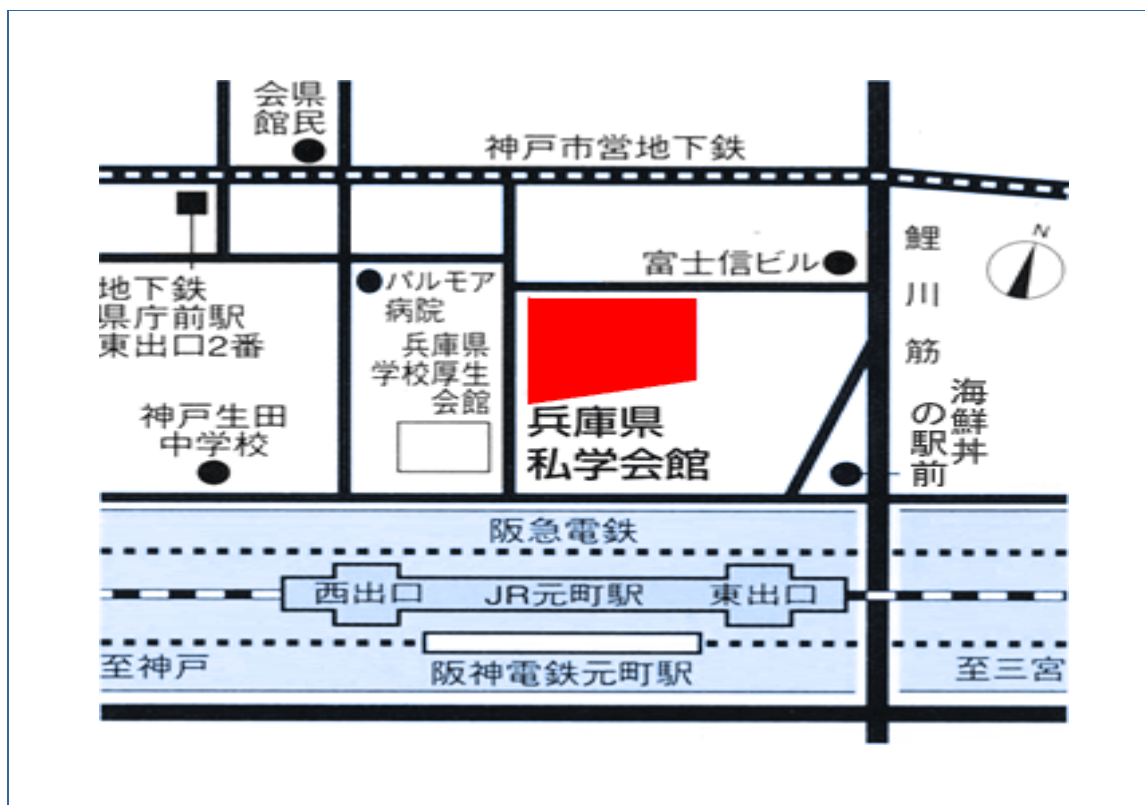 県民
会館
神戸市営地下鉄
N
鯉川筋
富士信ビル
パルモア
病院
地下鉄
県庁前駅
東出口2番
兵庫県
学校厚生
会館
海鮮丼
の駅前
神戸生田
中学校
兵庫県
私学会館
阪急電鉄
西出口
JR元町駅
東出口
至神戸
阪神電鉄元町駅
至三宮